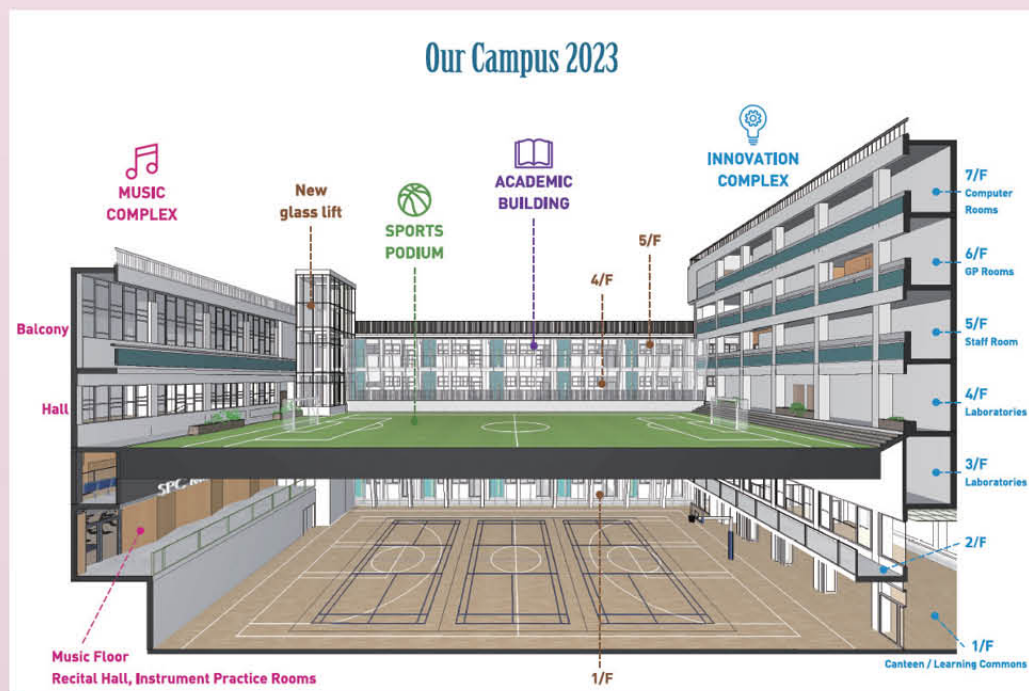 Our Campus 2023
MUSIC
COMPLEX
New
glass lift
SPORTS
PODIUM
ACADEMIC
BUILDING
INNOVATION
COMPLEX
7/F
Computer
Rooms
6/F
GP Rooms
5/F
4/F
Balcony
5/F
Staff Room
Hall
4/F
Laboratories
3/F
Laboratories
SPC
2/F
1/F
Canteen / Learning Commons
Music Floor
Recital Hall, Instrument Practice Rooms
1/F